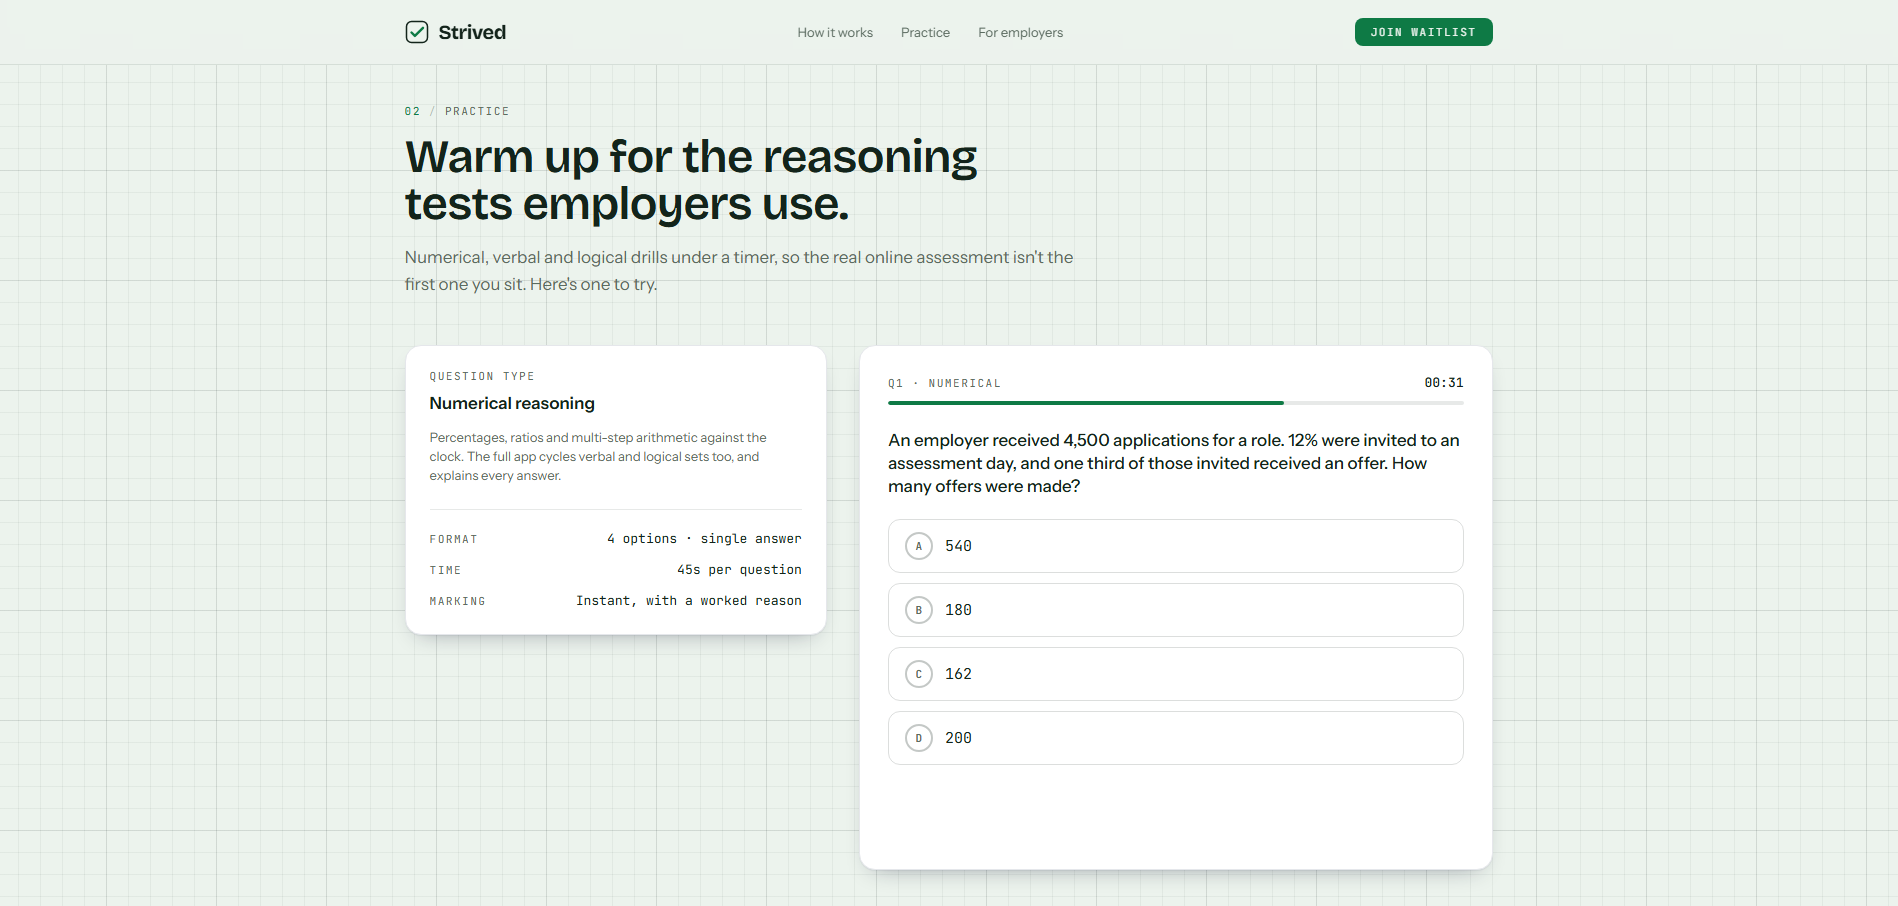 Strived
How it works
Practice
For employers
JOIN WAITLIST
02 / PRACTICE
Warm up for the reasoning
tests employers use.
Numerical, verbal and logical drills under a timer, so the real online assessment isn't the
first one you sit. Here's one to try.
QUESTION TYPE
Numerical reasoning
Percentages, ratios and multi-step arithmetic against the
clock. The full app cycles verbal and logical sets too, and
explains every answer.
FORMAT 4 options · single answer
TIME 45s per question
MARKING Instant, with a worked reason
Q1 · NUMERICAL 00:31
An employer received 4,500 applications for a role. 12% were invited to an
assessment day, and one third of those invited received an offer. How
many offers were made?
A 540
B 180
C 162
D 200